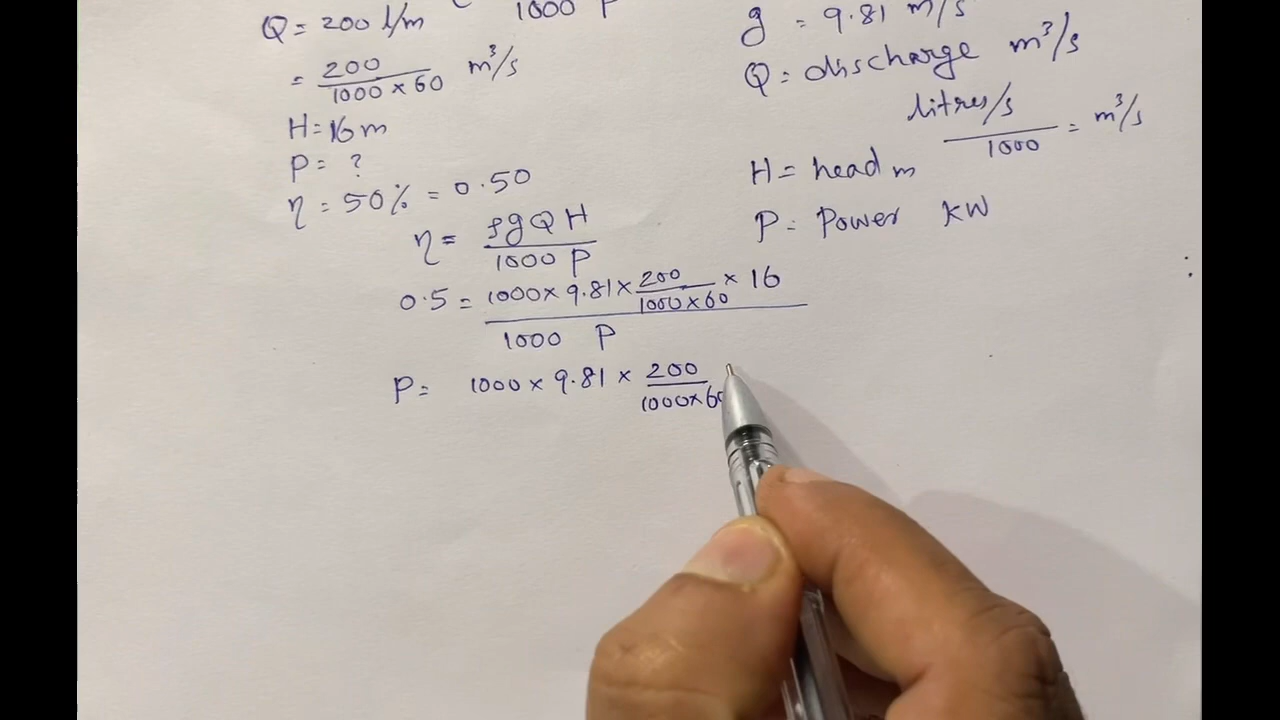 1000 P
Q = 200 l/m
= 200 / 1000 × 60 m³/s
H = 16 m
P = ?
η = 50% = 0.50
η = ρgQH / 1000 P
0.5 = 1000 × 9.81 × 200 / 1000 × 60 × 16
1000 P
P = 1000 × 9.81 × 200 / 1000 × 60
g = 9.81 m/s
Q = discharge m³/s
litres/s / 1000 = m³/s
H = head m
P = Power KW